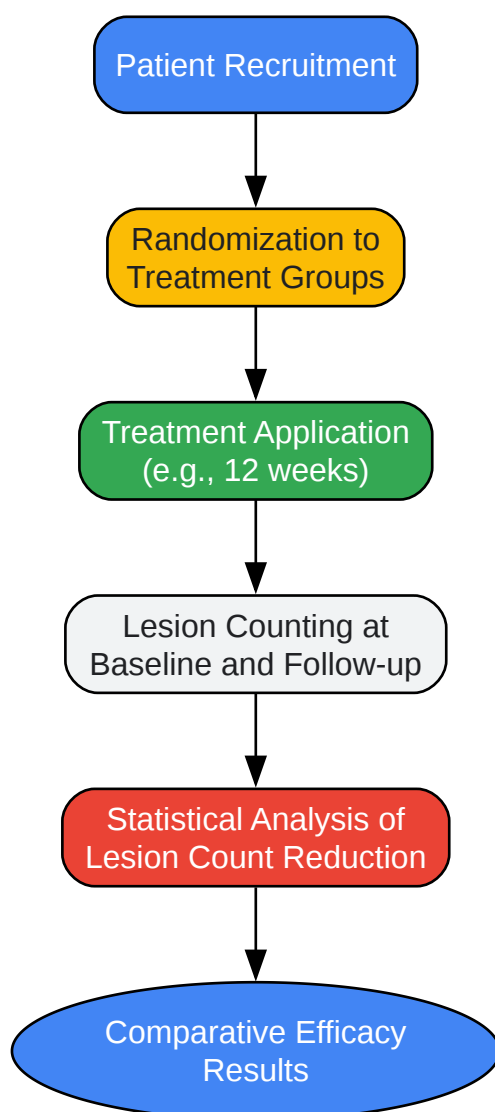 Patient Recruitment
Randomization to
Treatment Groups
Treatment Application
(e.g., 12 weeks)
Lesion Counting at
Baseline and Follow-up
Statistical Analysis of
Lesion Count Reduction
Comparative Efficacy
Results